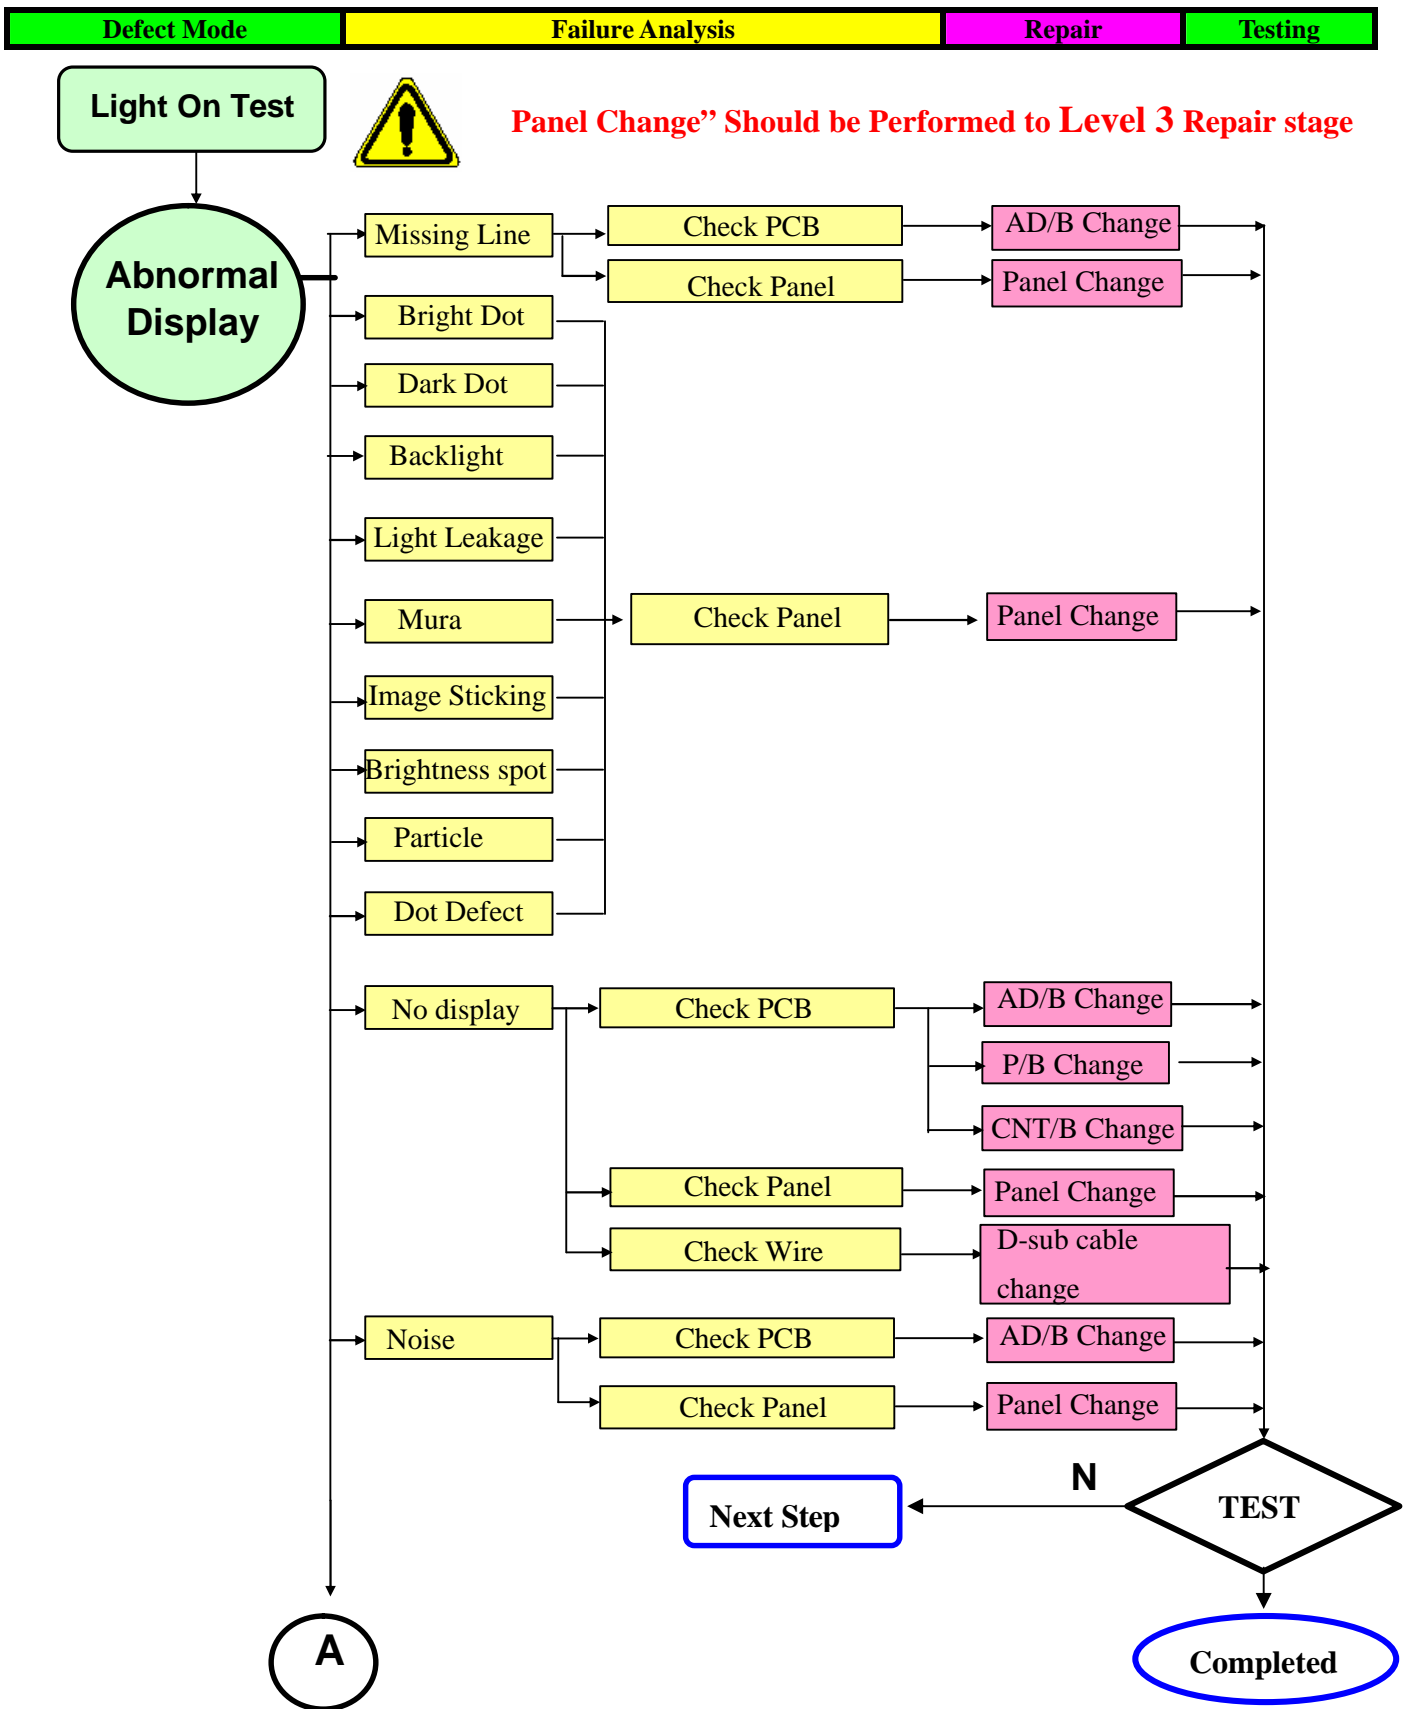 Defect Mode
Failure Analysis
Repair
Testing
Light On Test
Panel Change” Should be Performed to Level 3 Repair stage
Abnormal
Display
Missing Line
Check PCB
AD/B Change
Check Panel
Panel Change
Bright Dot
Dark Dot
Backlight
Light Leakage
Mura
Check Panel
Panel Change
Image Sticking
Brightness spot
Particle
Dot Defect
No display
Check PCB
AD/B Change
P/B Change
CNT/B Change
Check Panel
Panel Change
Check Wire
D-sub cable
change
Noise
Check PCB
AD/B Change
Check Panel
Panel Change
N
Next Step
TEST
A
Completed